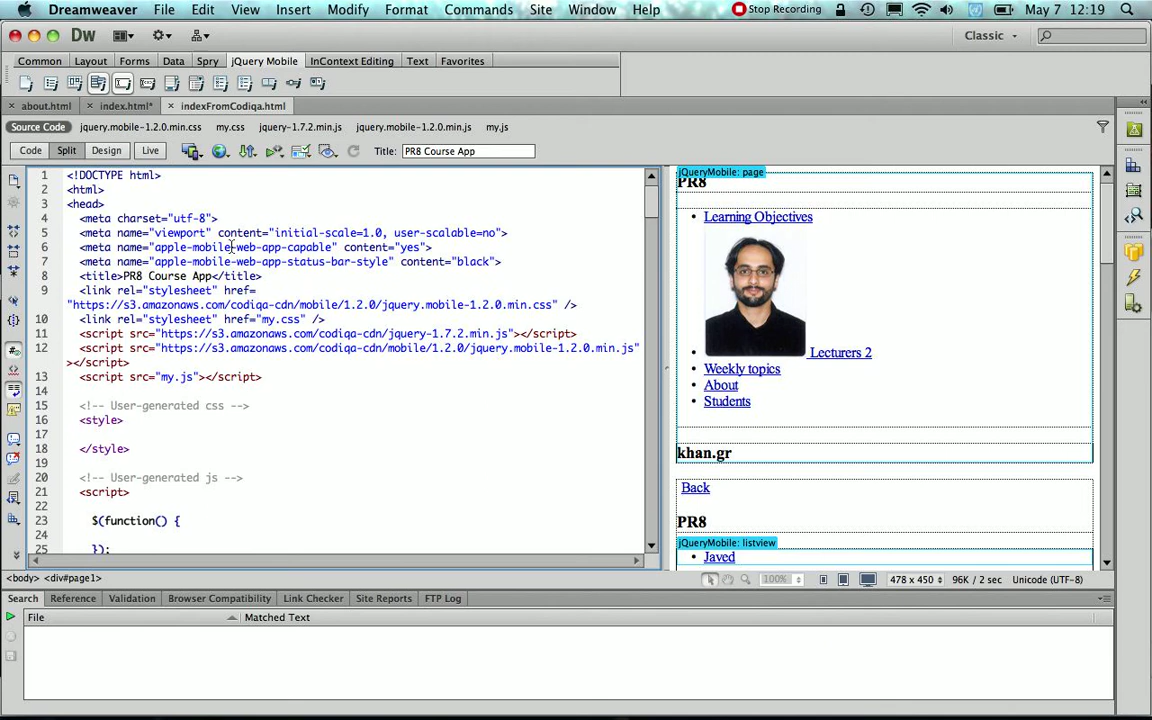 Dreamweaver File Edit View Insert Modify Format Commands Site Window Help Stop Recording May 7 12:19
Dw Classic
Common Layout Forms Data Spry jQuery Mobile InContext Editing Text Favorites
about.html index.html* indexFromCodiqa.html
Source Code jquery.mobile-1.2.0.min.css my.css jquery-1.7.2.min.js jquery.mobile-1.2.0.min.js my.js
Code Split Design Live Title: PR8 Course App
1 <!DOCTYPE html>
2 <html>
3 <head>
4 <meta charset="utf-8">
5 <meta name="viewport" content="initial-scale=1.0, user-scalable=no">
6 <meta name="apple-mobile-web-app-capable" content="yes">
7 <meta name="apple-mobile-web-app-status-bar-style" content="black">
8 <title>PR8 Course App</title>
9 <link rel="stylesheet" href=
"https://s3.amazonaws.com/codiqa-cdn/mobile/1.2.0/jquery.mobile-1.2.0.min.css" />
10 <link rel="stylesheet" href="my.css" />
11 <script src="https://s3.amazonaws.com/codiqa-cdn/jquery-1.7.2.min.js"></script>
12 <script src="https://s3.amazonaws.com/codiqa-cdn/mobile/1.2.0/jquery.mobile-1.2.0.min.js"
></script>
13 <script src="my.js"></script>
14
15 <!-- User-generated css -->
16 <style>
17
18 </style>
19
20 <!-- User-generated js -->
21 <script>
22
23 $(function() {
24
25 });
jQueryMobile: page
PR8
Learning Objectives
Lecturers 2
Weekly topics
About
Students
khan.gr
Back
PR8
jQueryMobile: listview
Javed
<body> <div#page1> 100% 478 x 450 96K / 2 sec Unicode (UTF-8)
Search Reference Validation Browser Compatibility Link Checker Site Reports FTP Log
File Matched Text